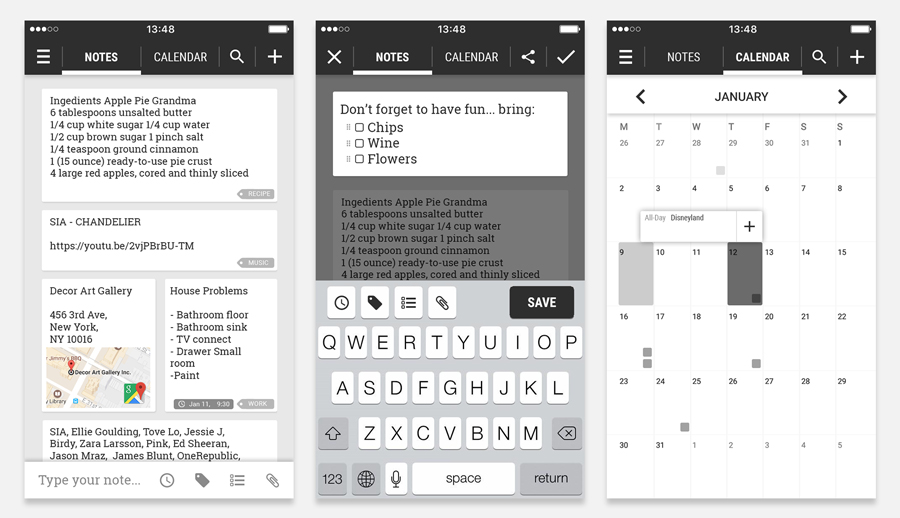 13:48
NOTES
CALENDAR
Ingedients Apple Pie Grandma
6 tablespoons unsalted butter
1/4 cup white sugar 1/4 cup water
1/2 cup brown sugar 1 pinch salt
1/4 teaspoon ground cinnamon
1 (15 ounce) ready-to-use pie crust
4 large red apples, cored and thinly sliced
RECIPE
SIA - CHANDELIER
https://youtu.be/2vjPBrBU-TM
MUSIC
Decor Art Gallery
456 3rd Ave,
New York,
NY 10016
Jimmy's BBQ
Decor Art Gallery Inc.
y Library
House Problems
- Bathroom floor
- Bathroom sink
- TV connect
- Drawer Small
room
-Paint
Jan 11, 9:30
WORK
SIA, Ellie Goulding, Tove Lo, Jessie J,
Birdy, Zara Larsson, Pink, Ed Sheeran,
Jason Mraz, James Blunt, OneRepublic,
Type your note...
13:48
NOTES
CALENDAR
Don't forget to have fun... bring:
Chips
Wine
Flowers
Ingedients Apple Pie Grandma
6 tablespoons unsalted butter
1/4 cup white sugar 1/4 cup water
1/2 cup brown sugar 1 pinch salt
1/4 teaspoon ground cinnamon
1 (15 ounce) ready-to-use pie crust
4 large red apples, cored and thinly sliced
SAVE
Q W E R T Y U I O P
A S D F G H J K L
Z X C V B N M
123 space return
13:48
NOTES
CALENDAR
JANUARY
M T W T F S S
26 27 28 29 30 31 1
2 3 4 5 6 7 8
All-Day Disneyland
9 10 11 12 13 14 15
16 17 18 19 20 21 22
23 24 25 26 27 28 29
30 31 1 2 3 4 5